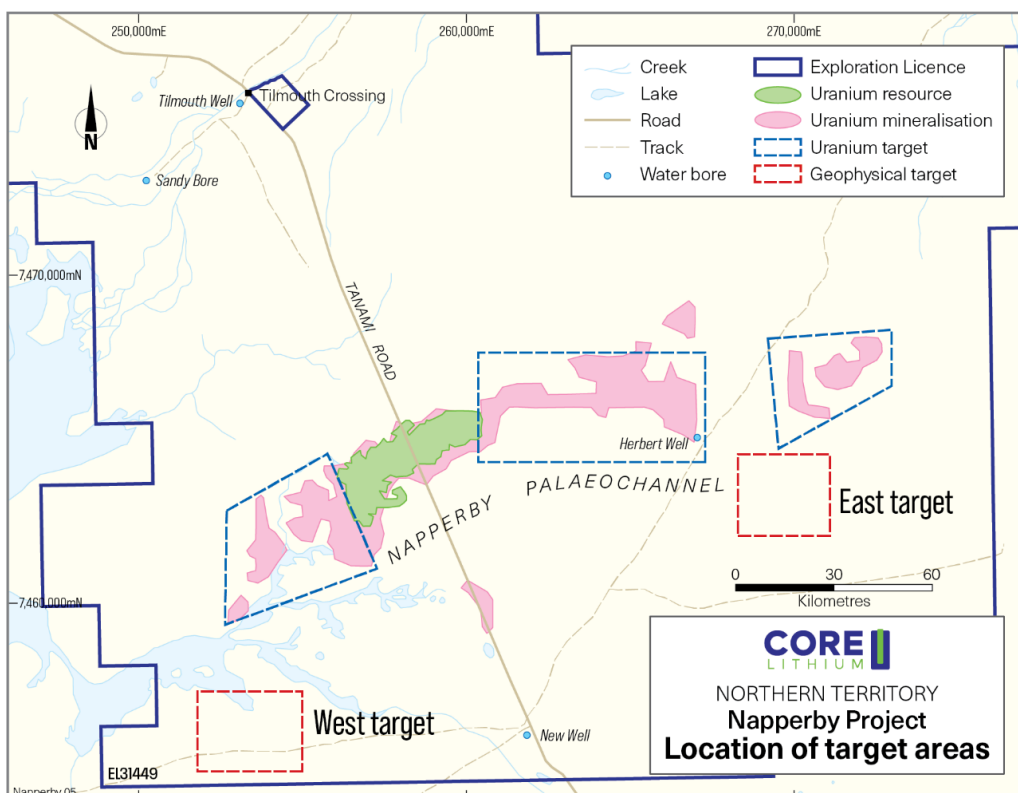 250,000mE
260,000mE
270,000mE
Creek
Lake
Road
Track
Water bore
Exploration Licence
Uranium resource
Uranium mineralisation
Uranium target
Geophysical target
Tilmouth Well
Tilmouth Crossing
N
Sandy Bore
7,470,000mN
TANAMI ROAD
Herbert Well
NAPPERBY PALAEOCHANNEL
East target
0 30 60
Kilometres
7,460,000mN
West target
New Well
EL31449
Napperby 05
CORE
LITHIUM
NORTHERN TERRITORY
Napperby Project
Location of target areas